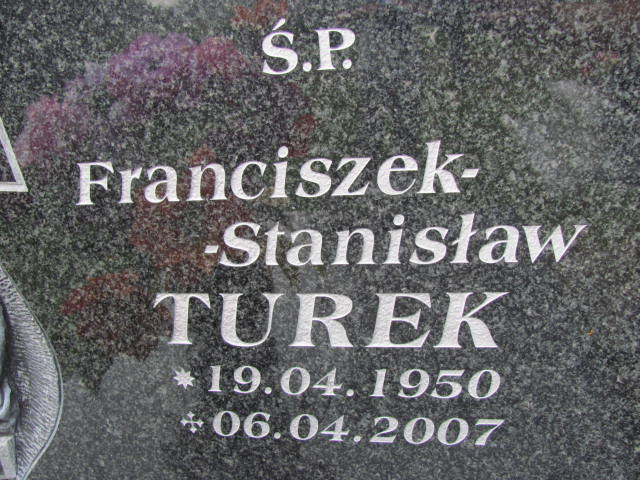 Ś.P.
Franciszek-
-Stanisław
TUREK
* 19.04.1950
✣ 06.04.2007